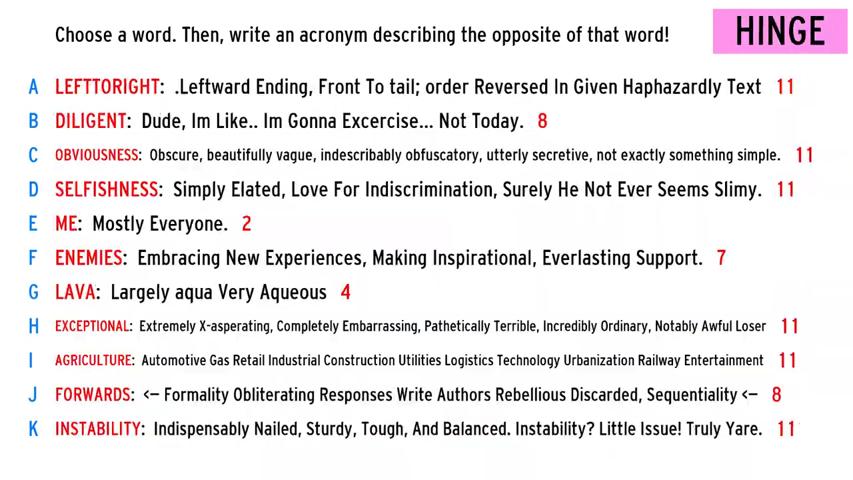 Choose a word. Then, write an acronym describing the opposite of that word!
HINGE
A LEFTTORIGHT: .Leftward Ending, Front To tail; order Reversed In Given Haphazardly Text 11
B DILIGENT: Dude, Im Like.. Im Gonna Excercise... Not Today. 8
C OBVIOUSNESS: Obscure, beautifully vague, indescribably obfuscatory, utterly secretive, not exactly something simple. 11
D SELFISHNESS: Simply Elated, Love For Indiscrimination, Surely He Not Ever Seems Slimy. 11
E ME: Mostly Everyone. 2
F ENEMIES: Embracing New Experiences, Making Inspirational, Everlasting Support. 7
G LAVA: Largely aqua Very Aqueous 4
H EXCEPTIONAL: Extremely X-asperating, Completely Embarrassing, Pathetically Terrible, Incredibly Ordinary, Notably Awful Loser 11
I AGRICULTURE: Automotive Gas Retail Industrial Construction Utilities Logistics Technology Urbanization Railway Entertainment 11
J FORWARDS: <— Formality Obliterating Responses Write Authors Rebellious Discarded, Sequentiality <— 8
K INSTABILITY: Indispensably Nailed, Sturdy, Tough, And Balanced. Instability? Little Issue! Truly Yare. 11